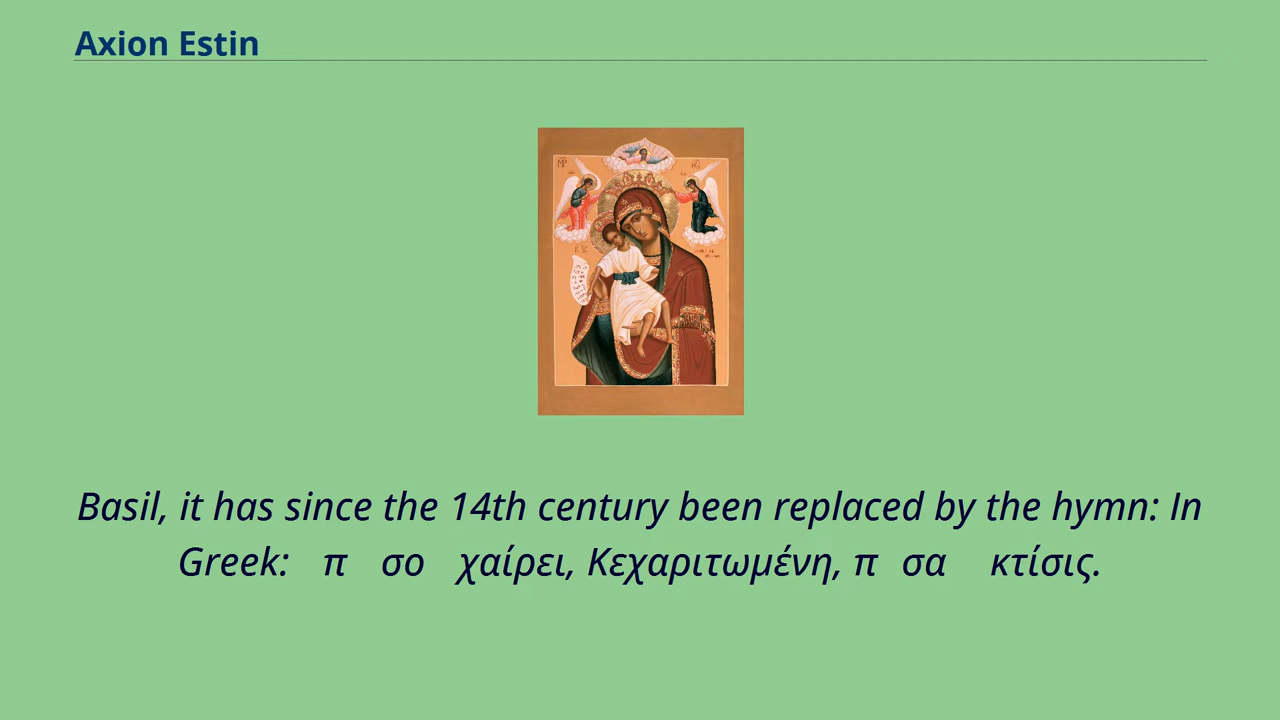 Axion Estin
Basil, it has since the 14th century been replaced by the hymn: In
Greek: π σο χαίρει, Κεχαριτωμένη, π σα κτίσις.